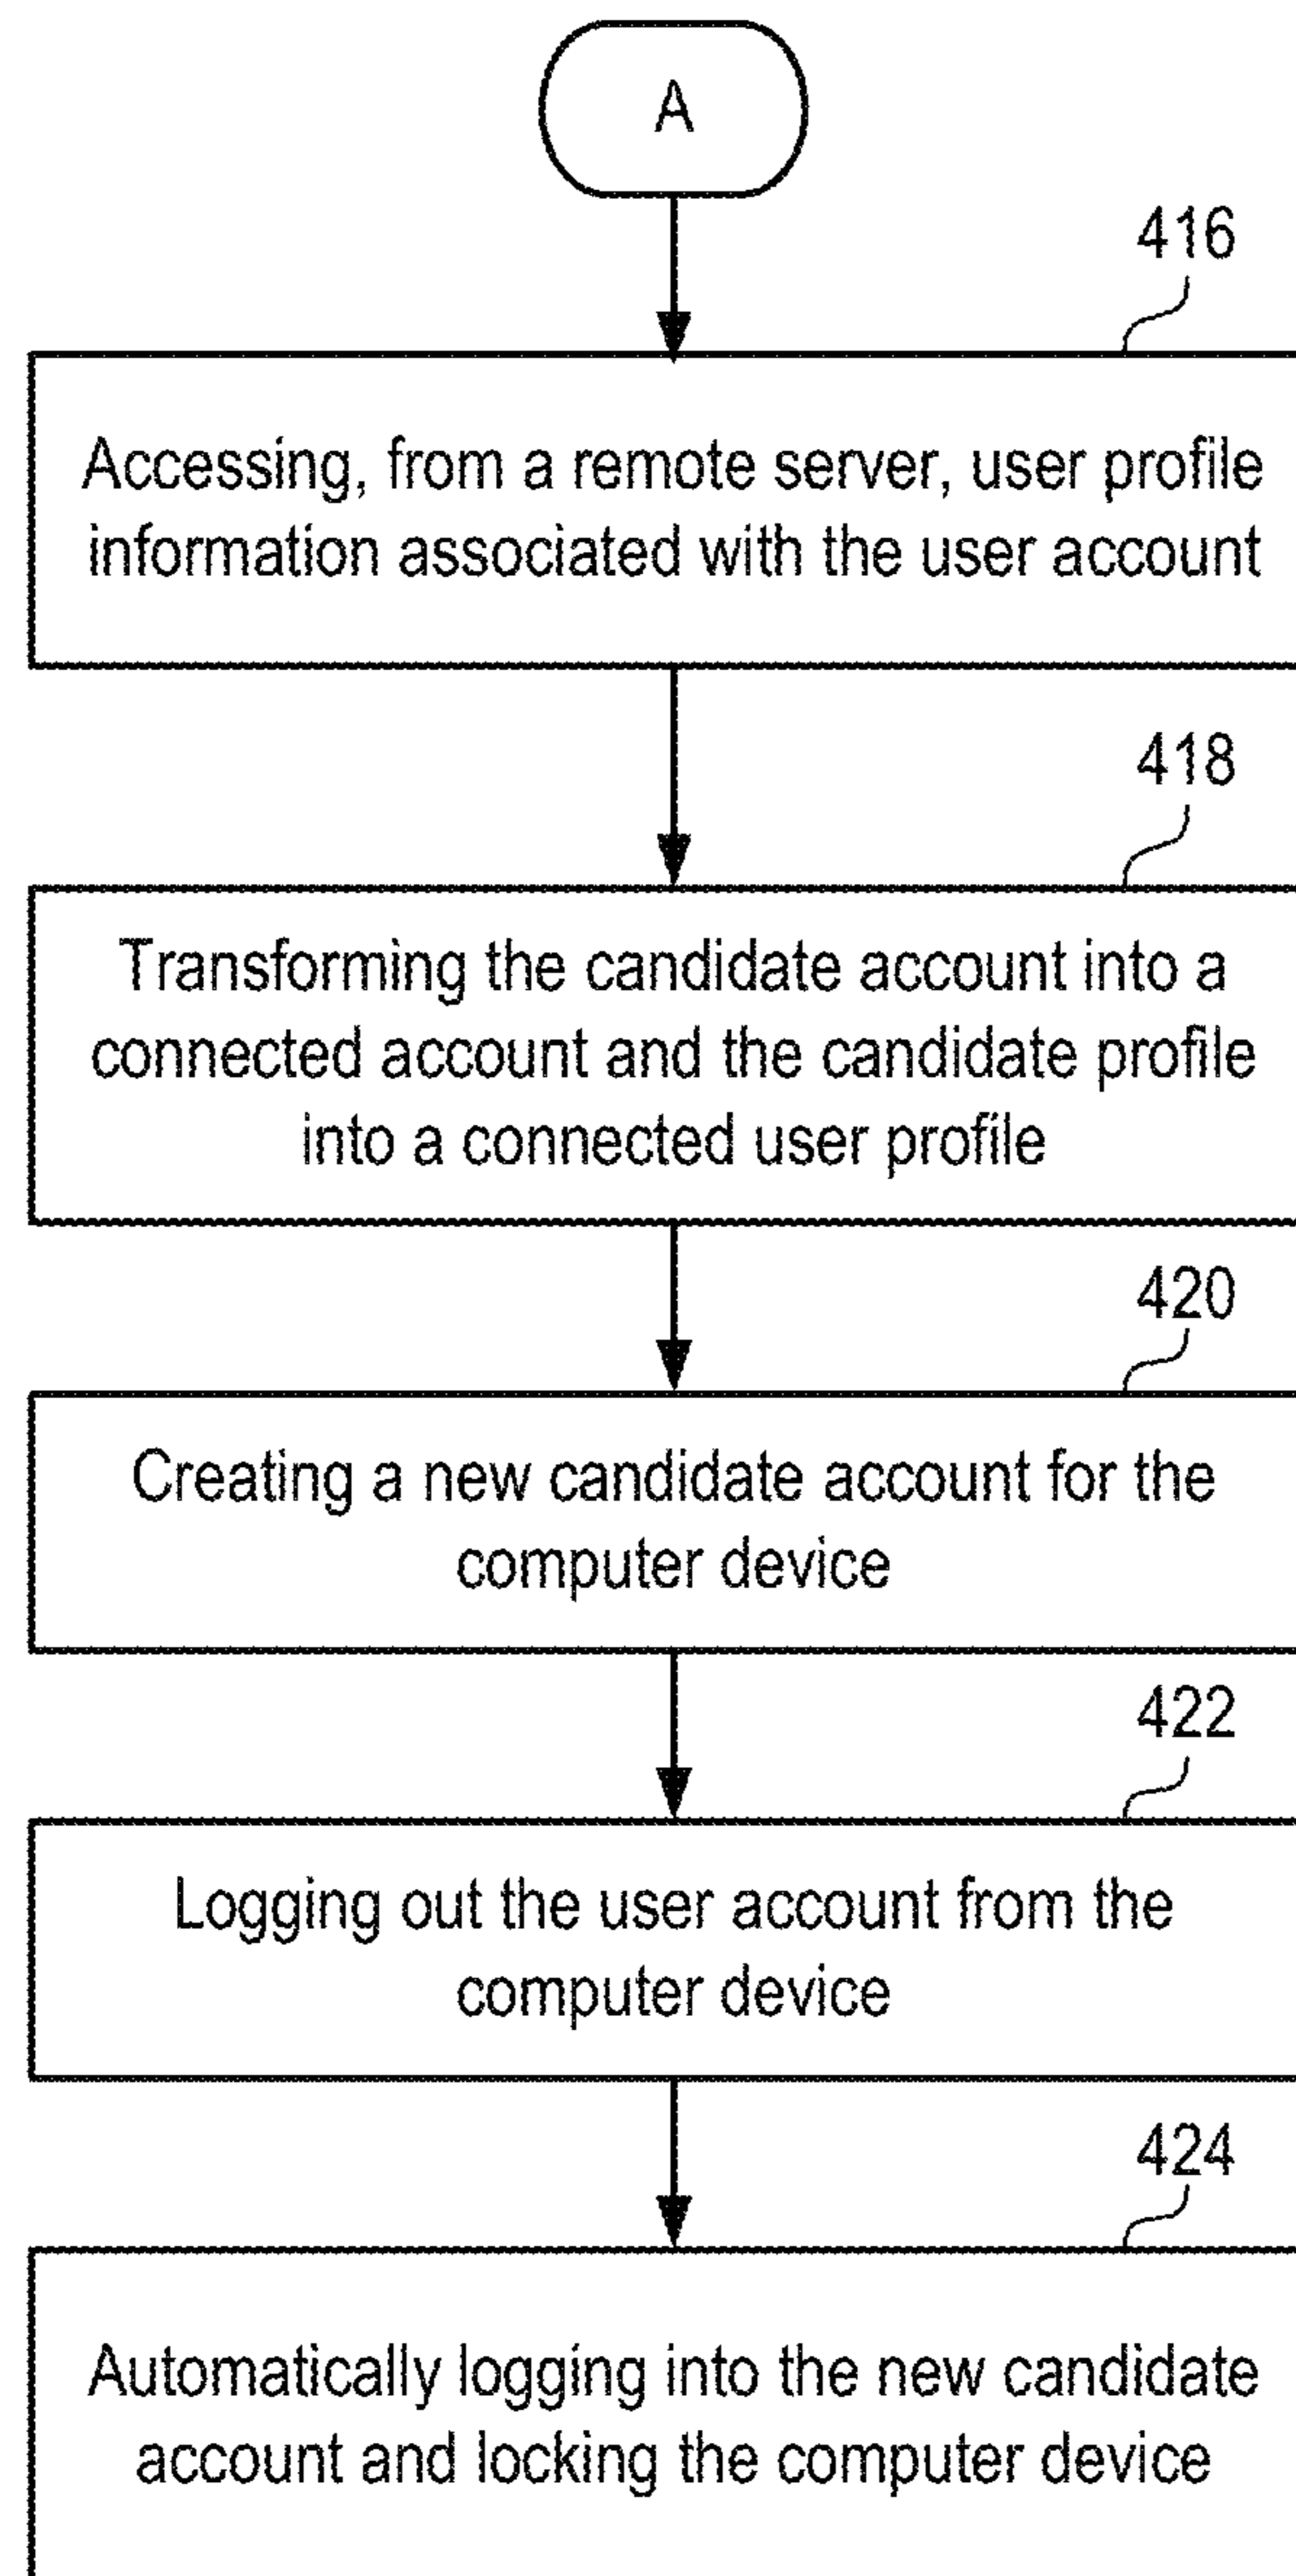 A
416
Accessing, from a remote server, user profile
information associated with the user account
418
Transforming the candidate account into a
connected account and the candidate profile
into a connected user profile
420
Creating a new candidate account for the
computer device
422
Logging out the user account from the
computer device
424
Automatically logging into the new candidate
account and locking the computer device